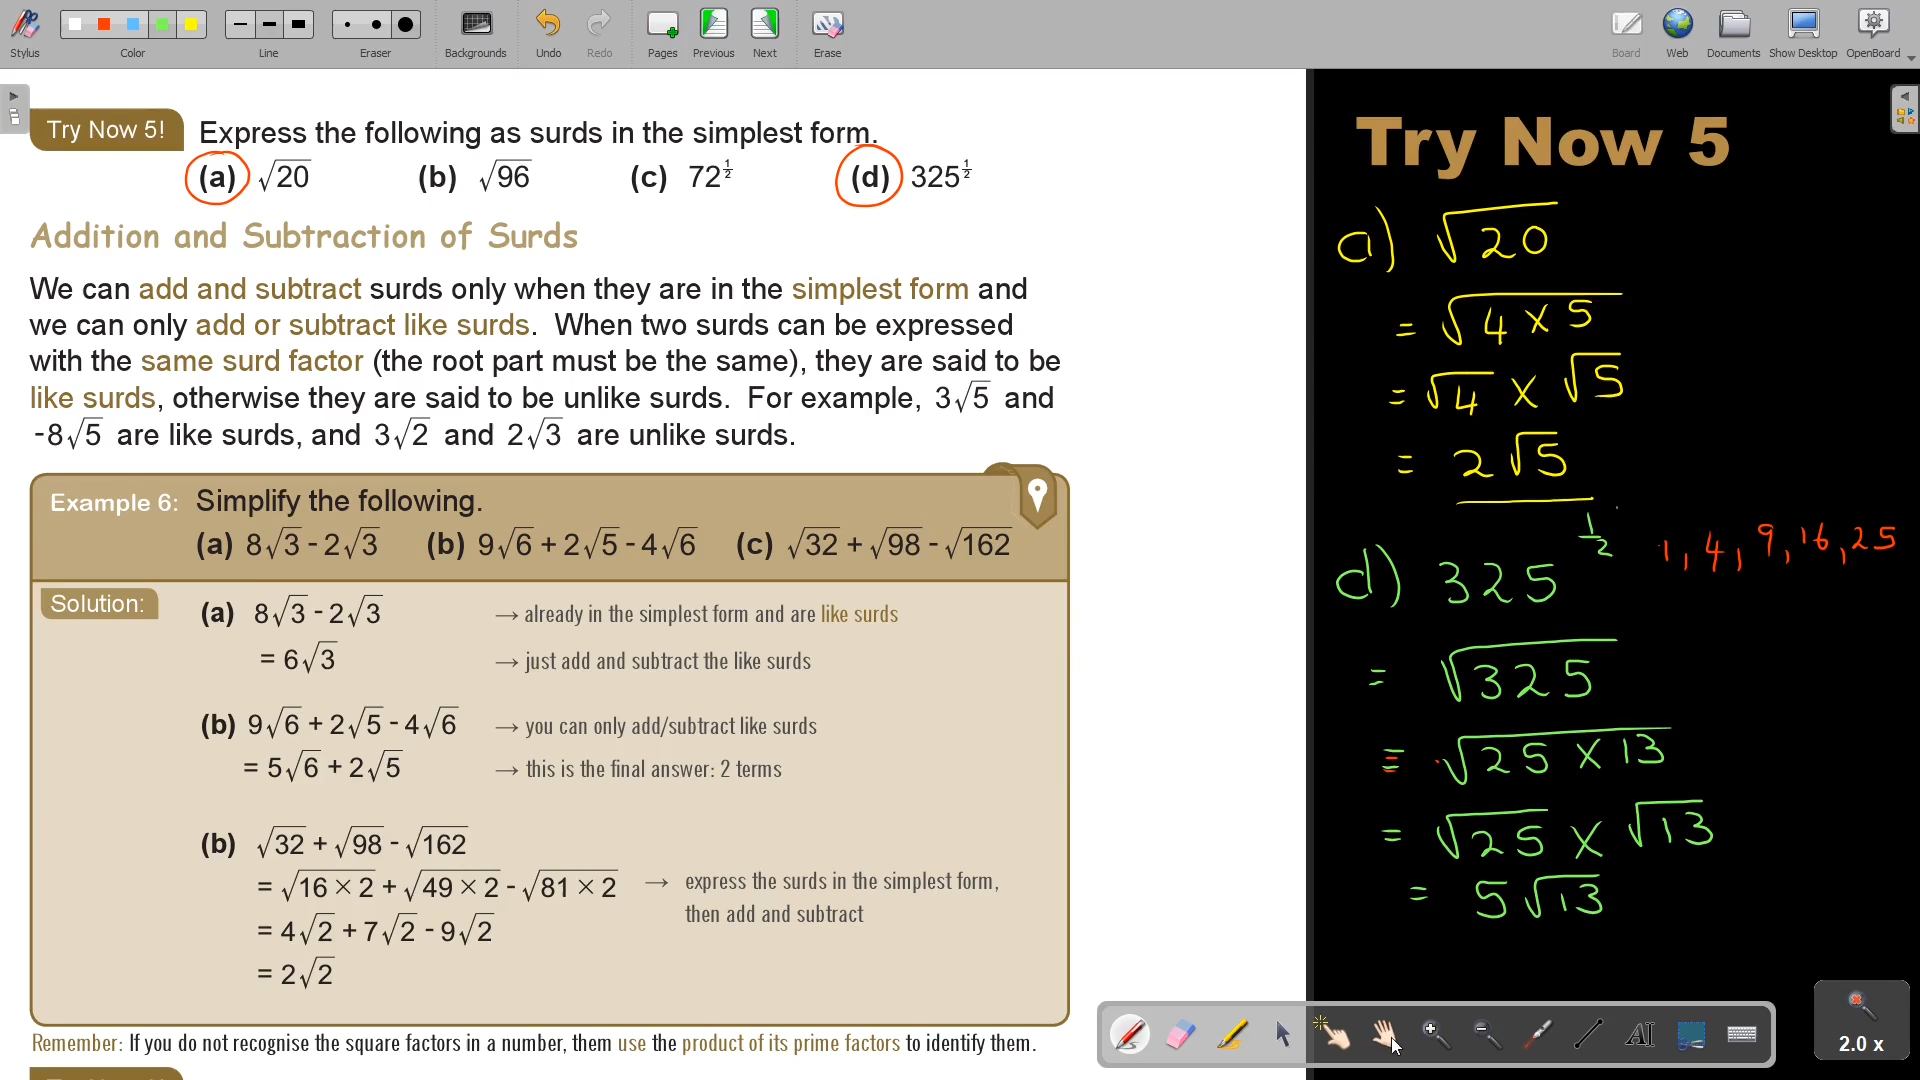 Stylus Color Line Eraser Backgrounds Undo Redo Pages Previous Next Erase Board Web Documents Show Desktop OpenBoard
Try Now 5! Express the following as surds in the simplest form.
(a) √20 (b) √96 (c) 72^½ (d) 325^½
Addition and Subtraction of Surds
We can add and subtract surds only when they are in the simplest form and
we can only add or subtract like surds. When two surds can be expressed
with the same surd factor (the root part must be the same), they are said to be
like surds, otherwise they are said to be unlike surds. For example, 3√5 and
-8√5 are like surds, and 3√2 and 2√3 are unlike surds.
Example 6: Simplify the following.
(a) 8√3 - 2√3 (b) 9√6 + 2√5 - 4√6 (c) √32 + √98 - √162
Solution:
(a) 8√3 - 2√3 → already in the simplest form and are like surds
= 6√3 → just add and subtract the like surds
(b) 9√6 + 2√5 - 4√6 → you can only add/subtract like surds
= 5√6 + 2√5 → this is the final answer: 2 terms
(b) √32 + √98 - √162
= √16 × 2 + √49 × 2 - √81 × 2 → express the surds in the simplest form,
then add and subtract
= 4√2 + 7√2 - 9√2
= 2√2
Remember: If you do not recognise the square factors in a number, them use the product of its prime factors to identify them.
Try Now 5
a) √20
= √4 × 5
= √4 × √5
= 2√5
d) 325^½ 1, 4, 9, 16, 25
= √325
= √25 × 13
= √25 × √13
= 5√13
AI
2.0 x